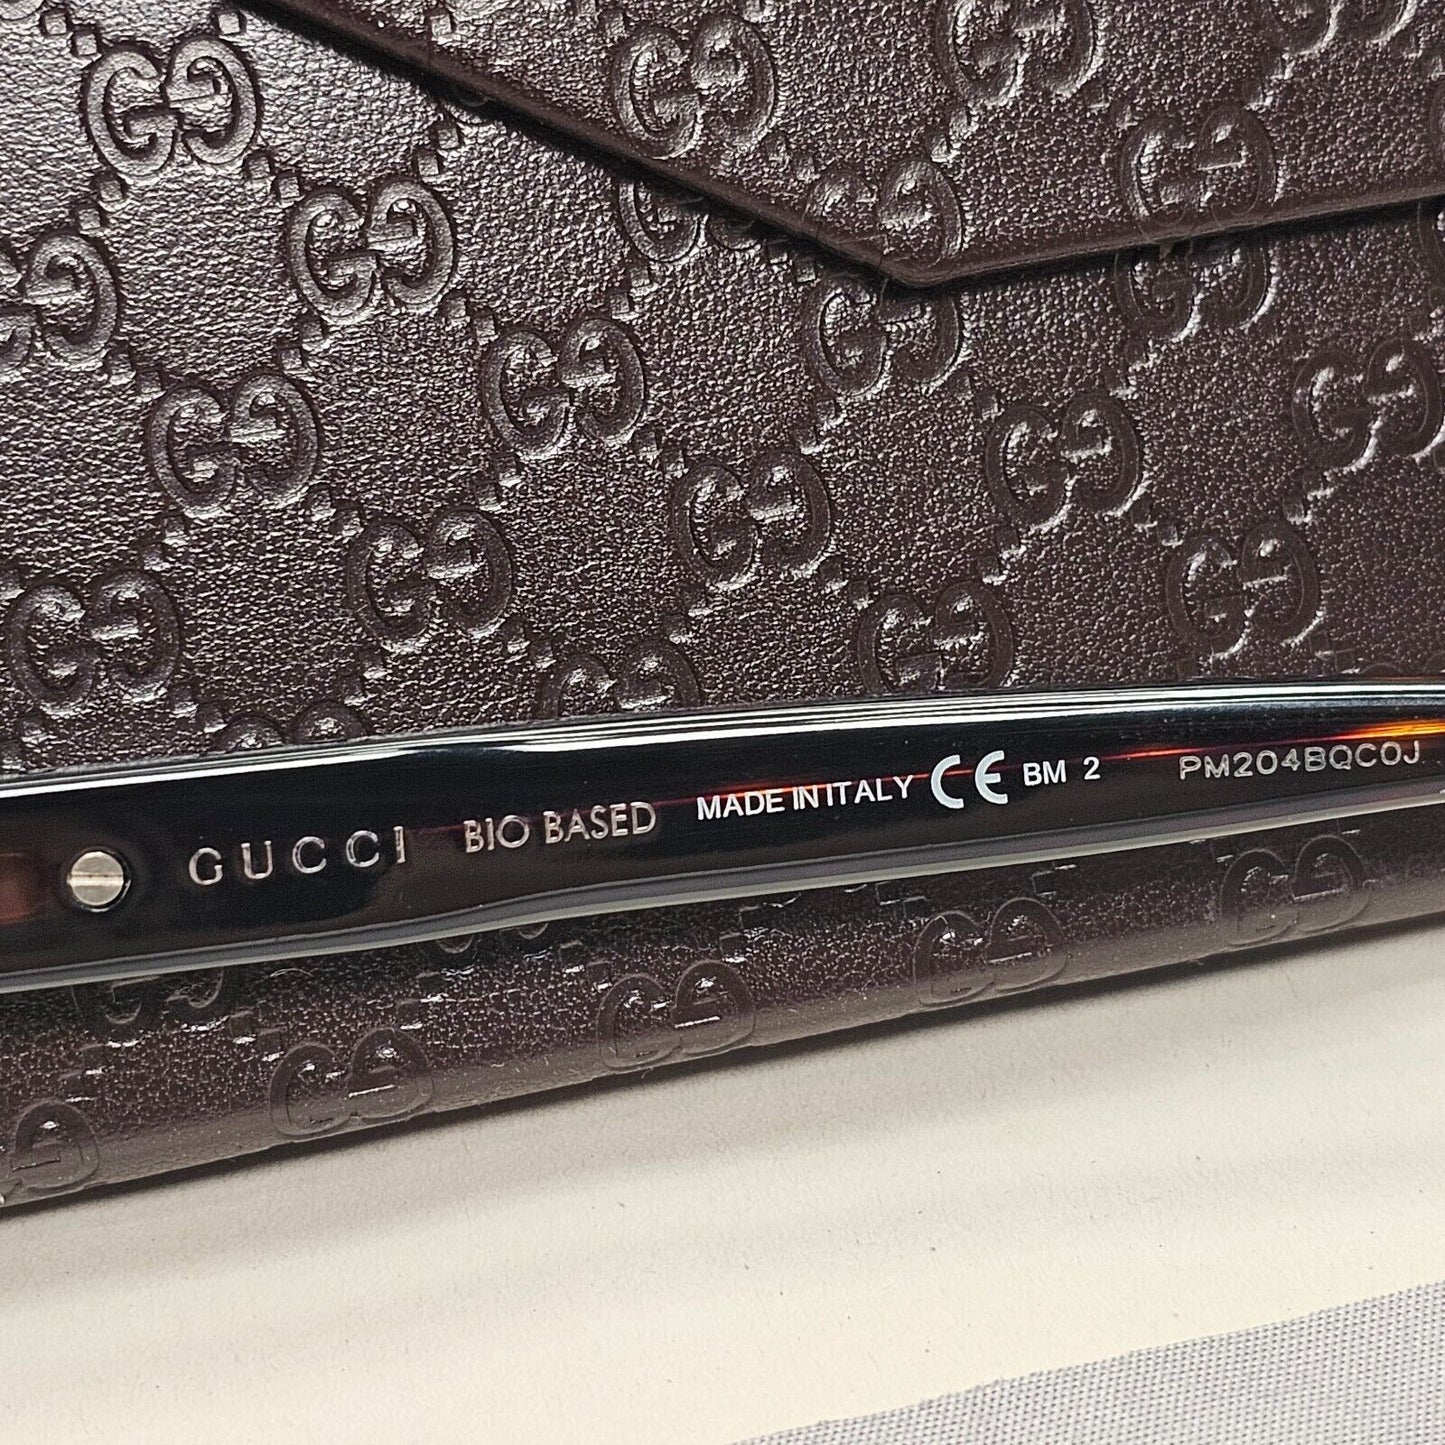 GUCCI BIO BASED MADE IN ITALY CE BM 2 PM204BQC0J